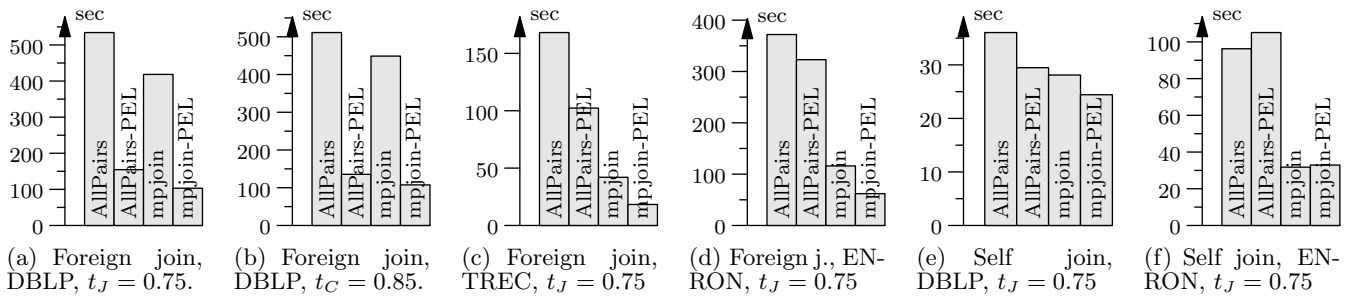 sec
500
400
300
200
100
0
AllPairs
AllPairs-PEL
mpjoin
mpjoin-PEL
(a) Foreign join,
DBLP, t_J = 0.75.
sec
500
400
300
200
100
0
AllPairs
AllPairs-PEL
mpjoin
mpjoin-PEL
(b) Foreign join,
DBLP, t_C = 0.85.
sec
150
100
50
0
AllPairs
AllPairs-PEL
mpjoin
mpjoin-PEL
(c) Foreign join,
TREC, t_J = 0.75
sec
400
300
200
100
0
AllPairs
AllPairs-PEL
mpjoin
mpjoin-PEL
(d) Foreign j., EN-
RON, t_J = 0.75
sec
30
20
10
0
AllPairs
AllPairs-PEL
mpjoin
mpjoin-PEL
(e) Self join,
DBLP, t_J = 0.75
sec
100
80
60
40
20
0
AllPairs
AllPairs-PEL
mpjoin
mpjoin-PEL
(f) Self join, EN-
RON, t_J = 0.75